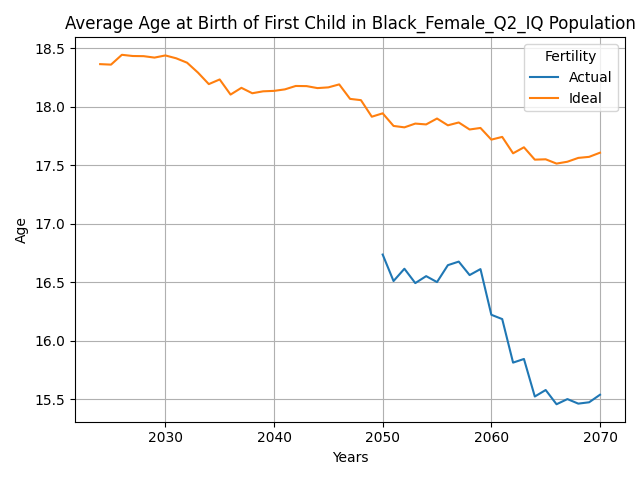 Average Age at Birth of First Child in Black_Female_Q2_IQ Population
Fertility
Actual
Ideal
Age
18.5
18.0
17.5
17.0
16.5
16.0
15.5
2030 2040 2050 2060 2070
Years